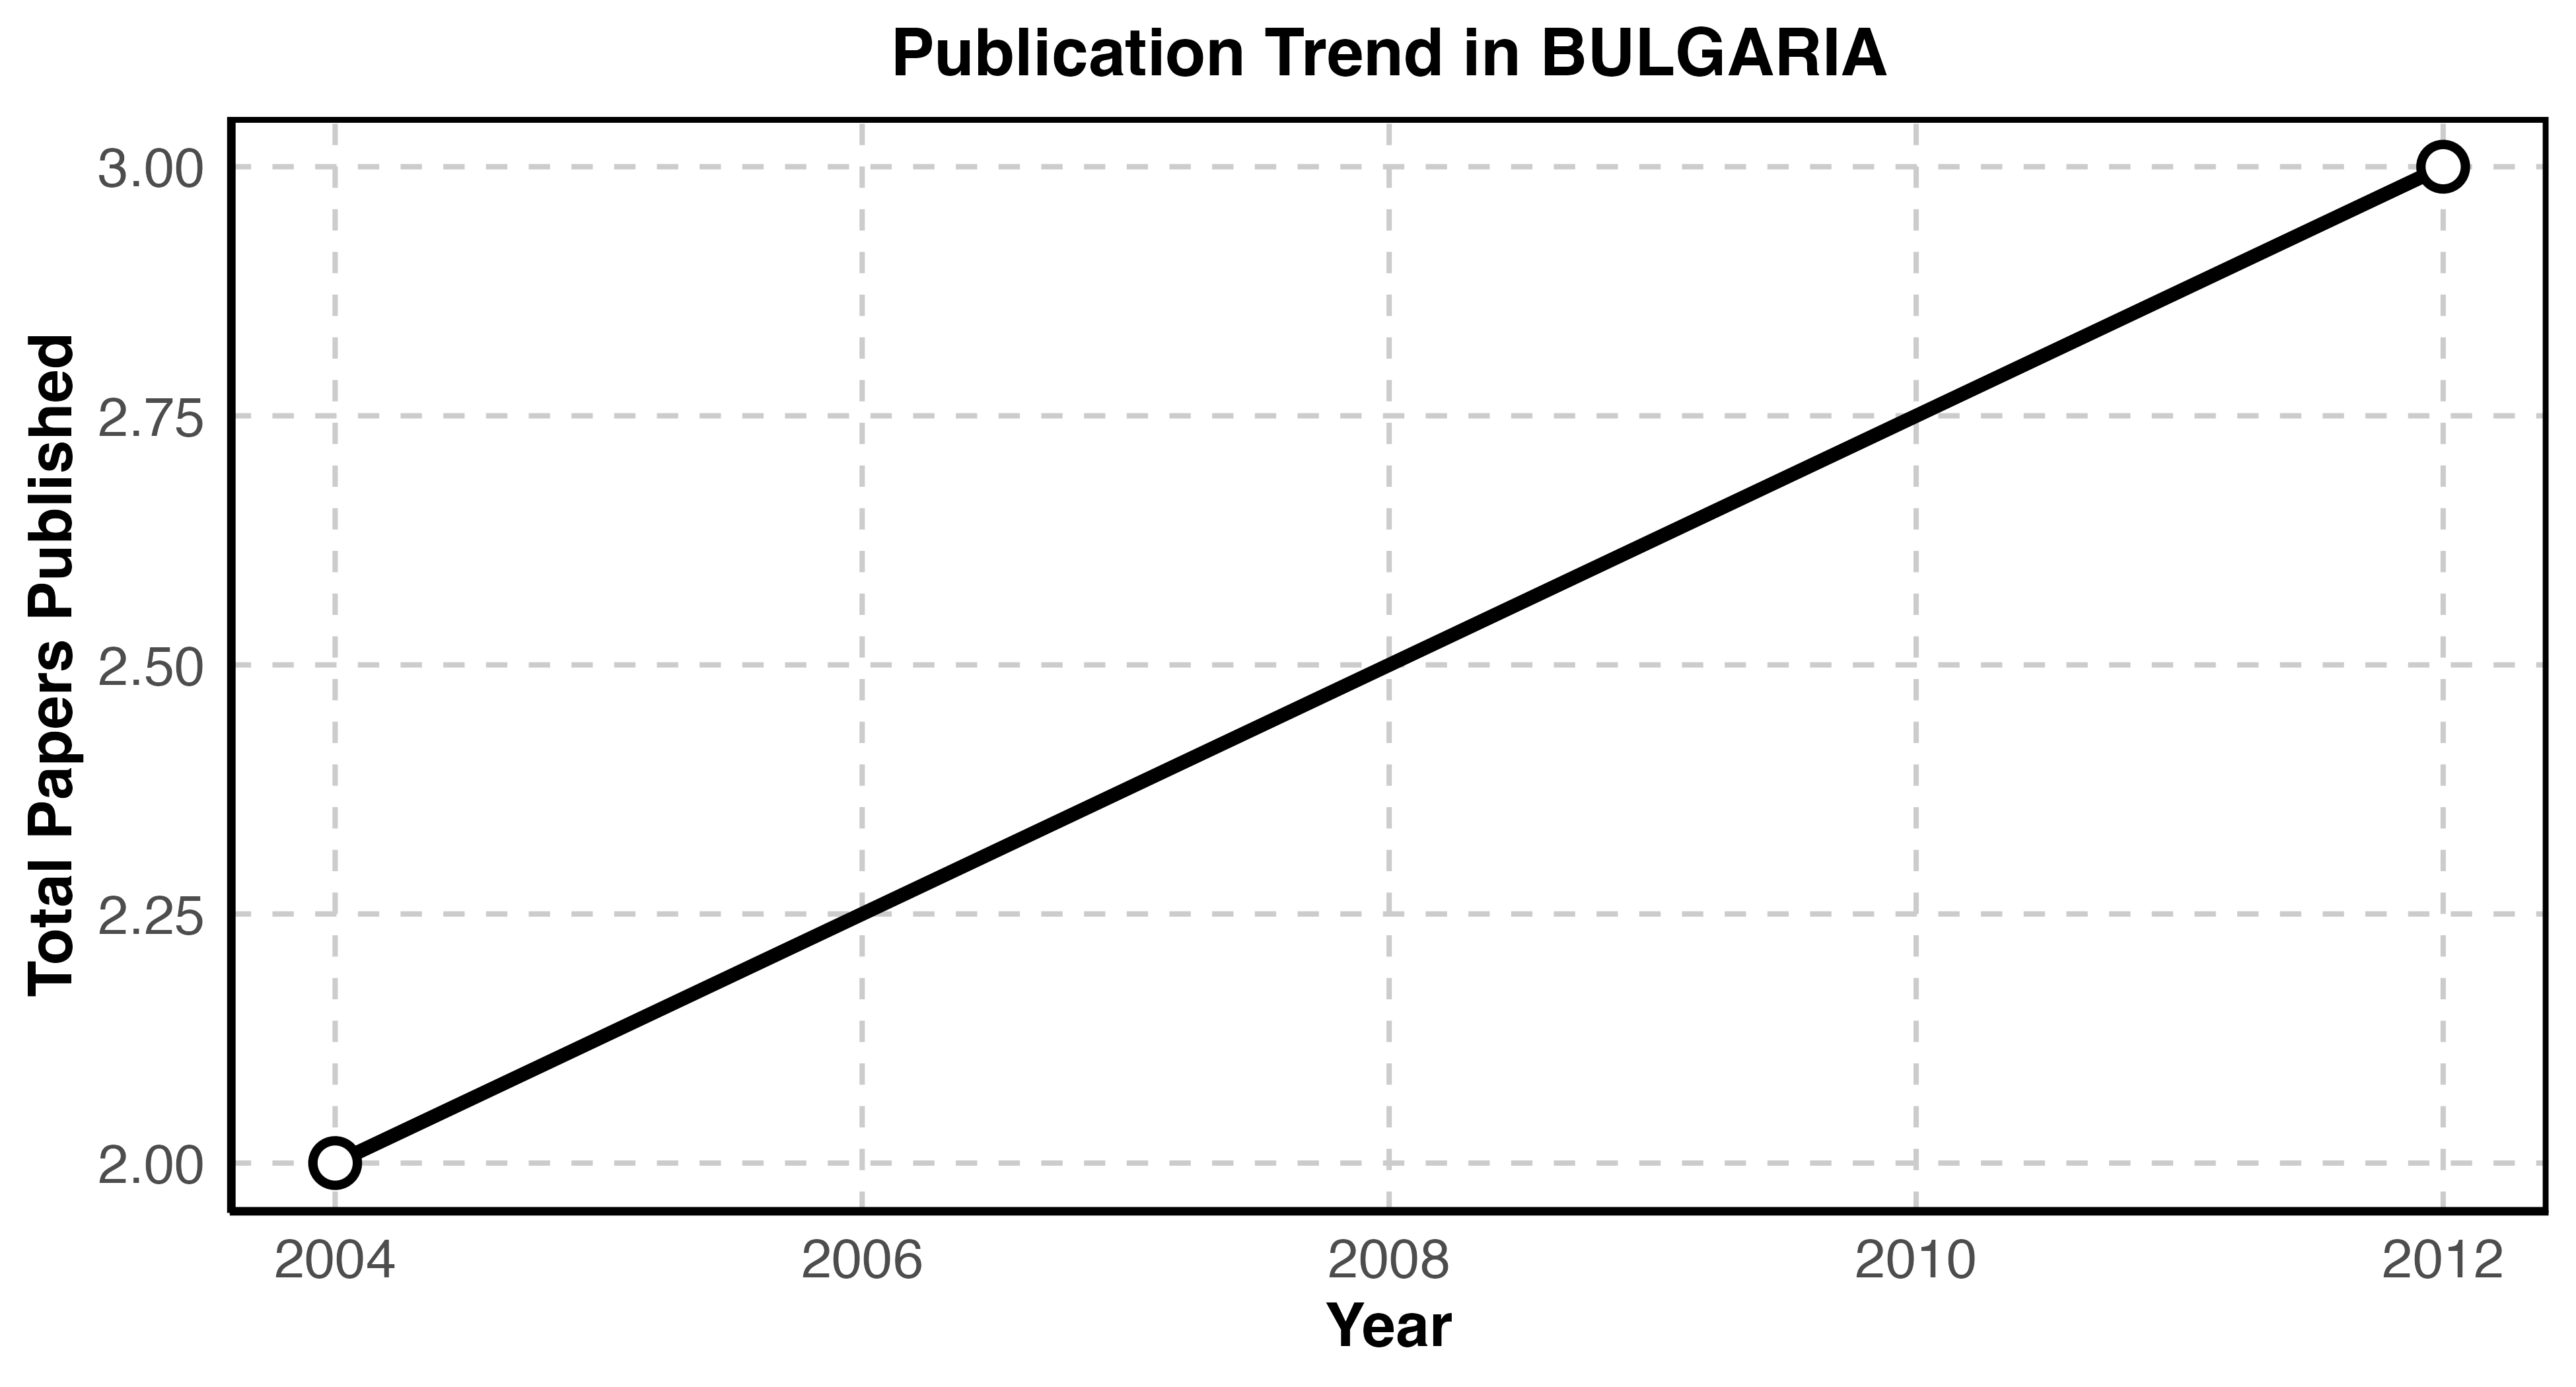 Publication Trend in BULGARIA
Total Papers Published
3.00
2.75
2.50
2.25
2.00
2004 2006 2008 2010 2012
Year